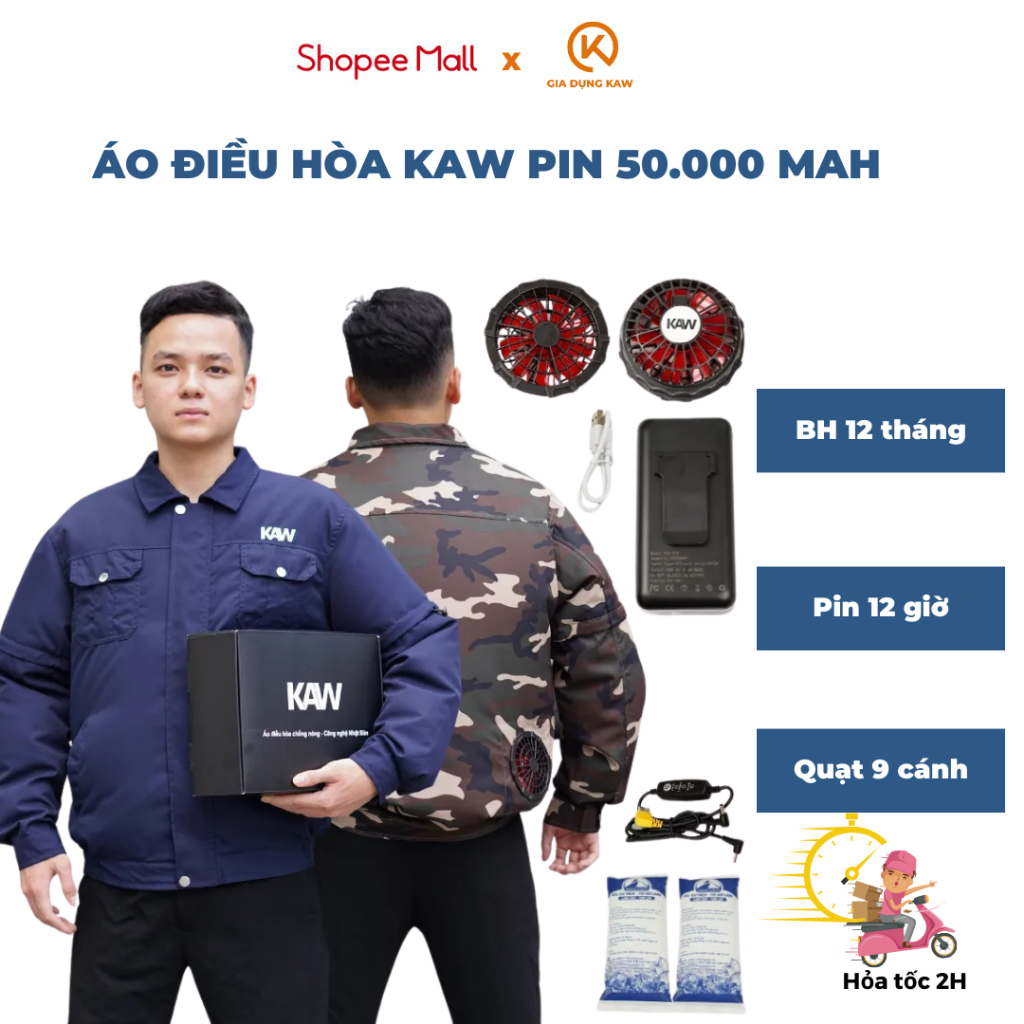 Shopee Mall x K
GIA DỤNG KAW
ÁO ĐIỀU HÒA KAW PIN 50.000 MAH
KAW
BH 12 tháng
KAW
Pin 12 giờ
KAW
Áo điều hòa chống nóng - Công nghệ Nhật Bản
Quạt 9 cánh
Hỏa tốc 2H